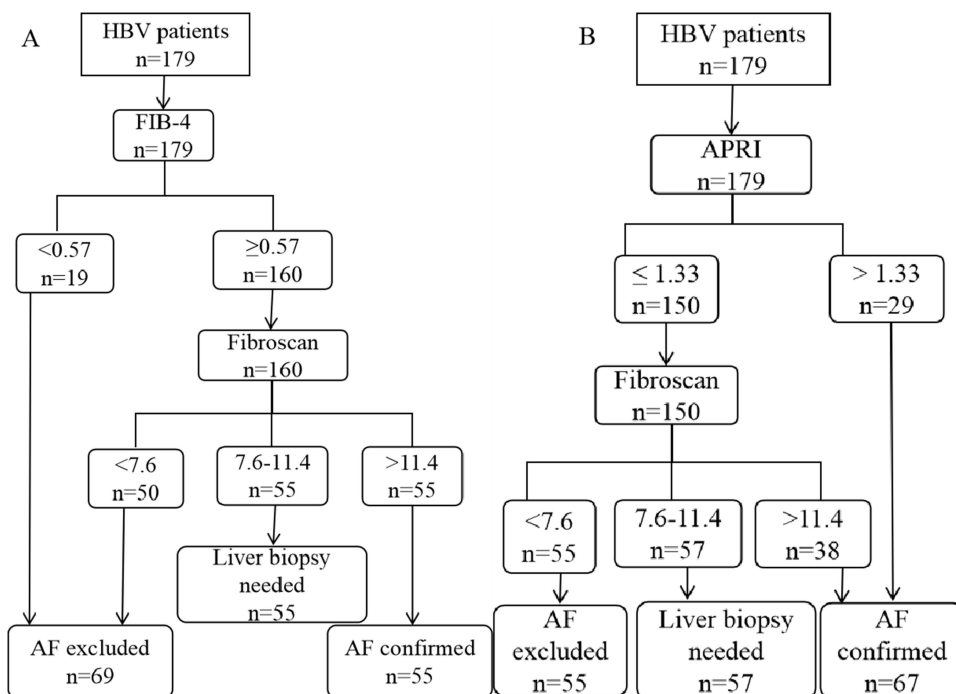 A
HBV patients
n=179
FIB-4
n=179
<0.57
n=19
≥0.57
n=160
Fibroscan
n=160
<7.6
n=50
7.6-11.4
n=55
>11.4
n=55
Liver biopsy
needed
n=55
AF excluded
n=69
AF confirmed
n=55
B
HBV patients
n=179
APRI
n=179
≤ 1.33
n=150
> 1.33
n=29
Fibroscan
n=150
<7.6
n=55
7.6-11.4
n=57
>11.4
n=38
AF
excluded
n=55
Liver biopsy
needed
n=57
AF
confirmed
n=67